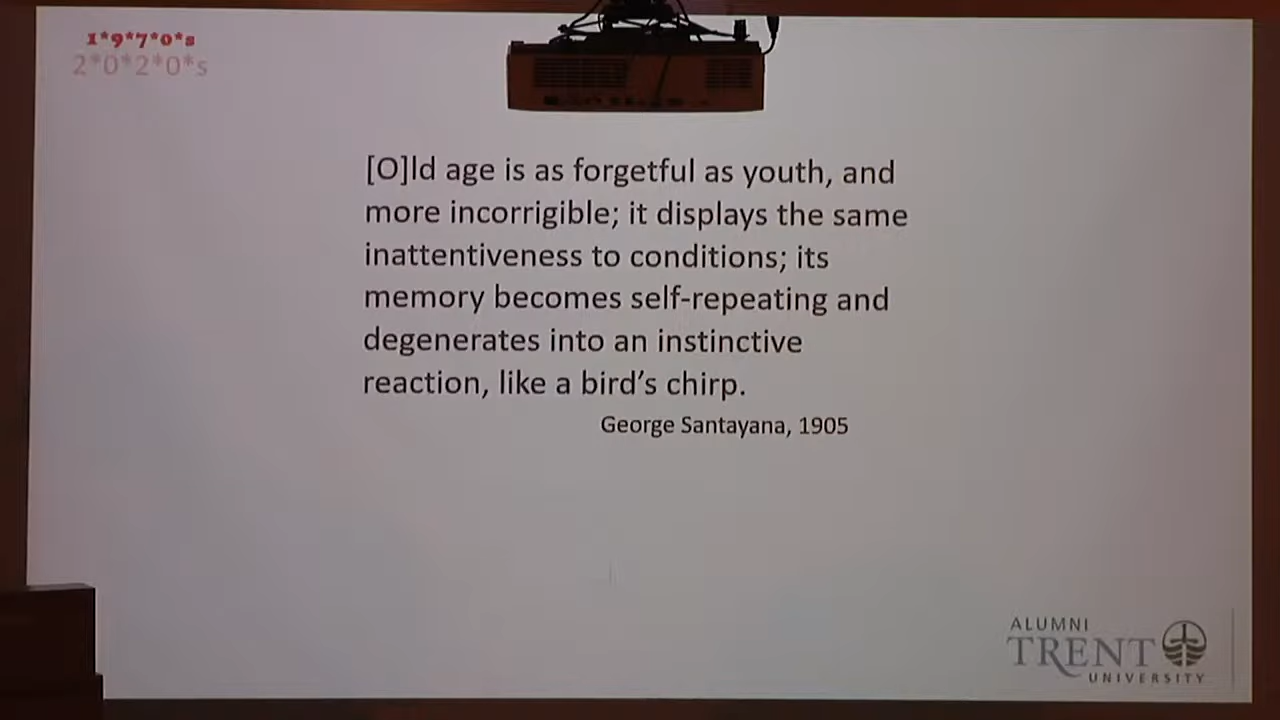 1*9*7*0*s
2*0*2*0*s
[O]ld age is as forgetful as youth, and
more incorrigible; it displays the same
inattentiveness to conditions; its
memory becomes self-repeating and
degenerates into an instinctive
reaction, like a bird’s chirp.
George Santayana, 1905
ALUMNI
TRENT
UNIVERSITY